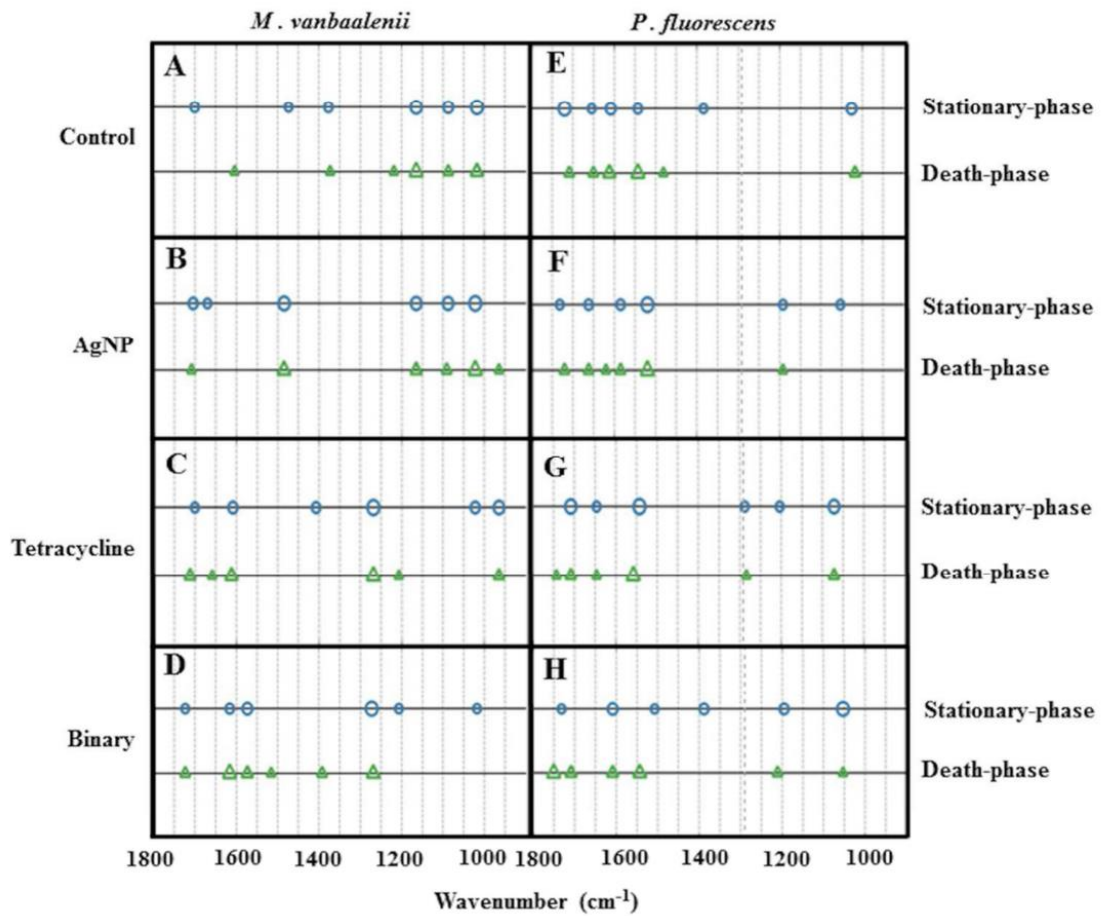 M. vanbaalenii
P. fluorescens
A
E
Control
Stationary-phase
Death-phase
B
F
AgNP
Stationary-phase
Death-phase
C
G
Tetracycline
Stationary-phase
Death-phase
D
H
Binary
Stationary-phase
Death-phase
1800 1600 1400 1200 1000 1800 1600 1400 1200 1000
Wavenumber (cm⁻¹)